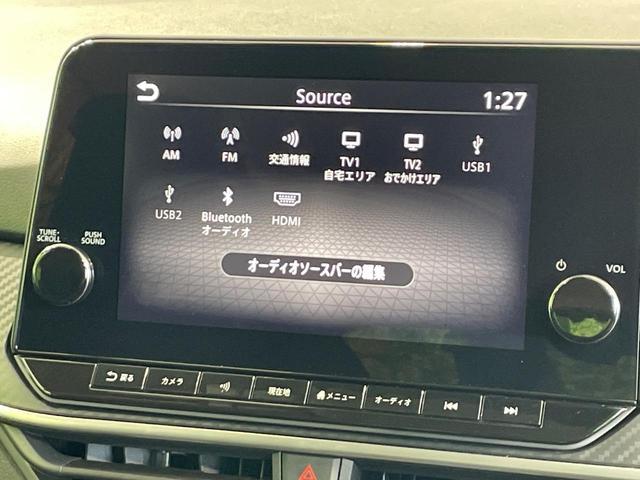 Source
1:27
AM
FM
交通情報
TV1
自宅エリア
TV2
おでかけエリア
USB1
USB2
Bluetooth
オーディオ
HDMI
オーディオソースバーの編集
TUNE・
SCROLL
PUSH
SOUND
VOL
戻る
カメラ
現在地
メニュー
オーディオ